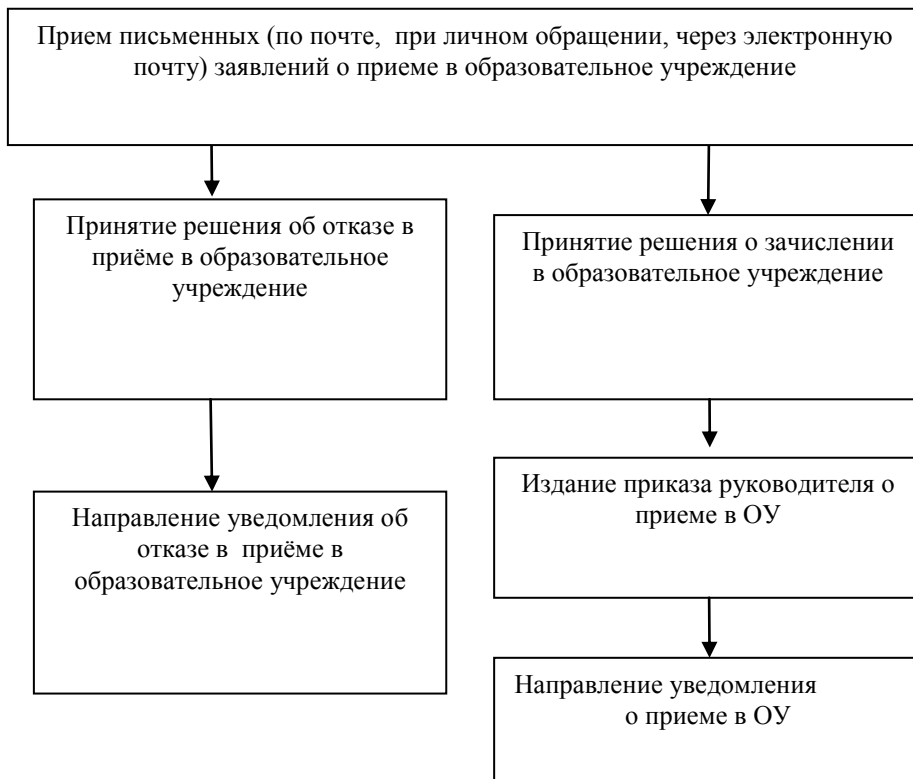 Прием письменных (по почте, при личном обращении, через электронную
почту) заявлений о приеме в образовательное учреждение
Принятие решения об отказе в
приёме в образовательное
учреждение
Принятие решения о зачислении
в образовательное учреждение
Направление уведомления об
отказе в приёме в
образовательное учреждение
Издание приказа руководителя о
приеме в ОУ
Направление уведомления
о приеме в ОУ